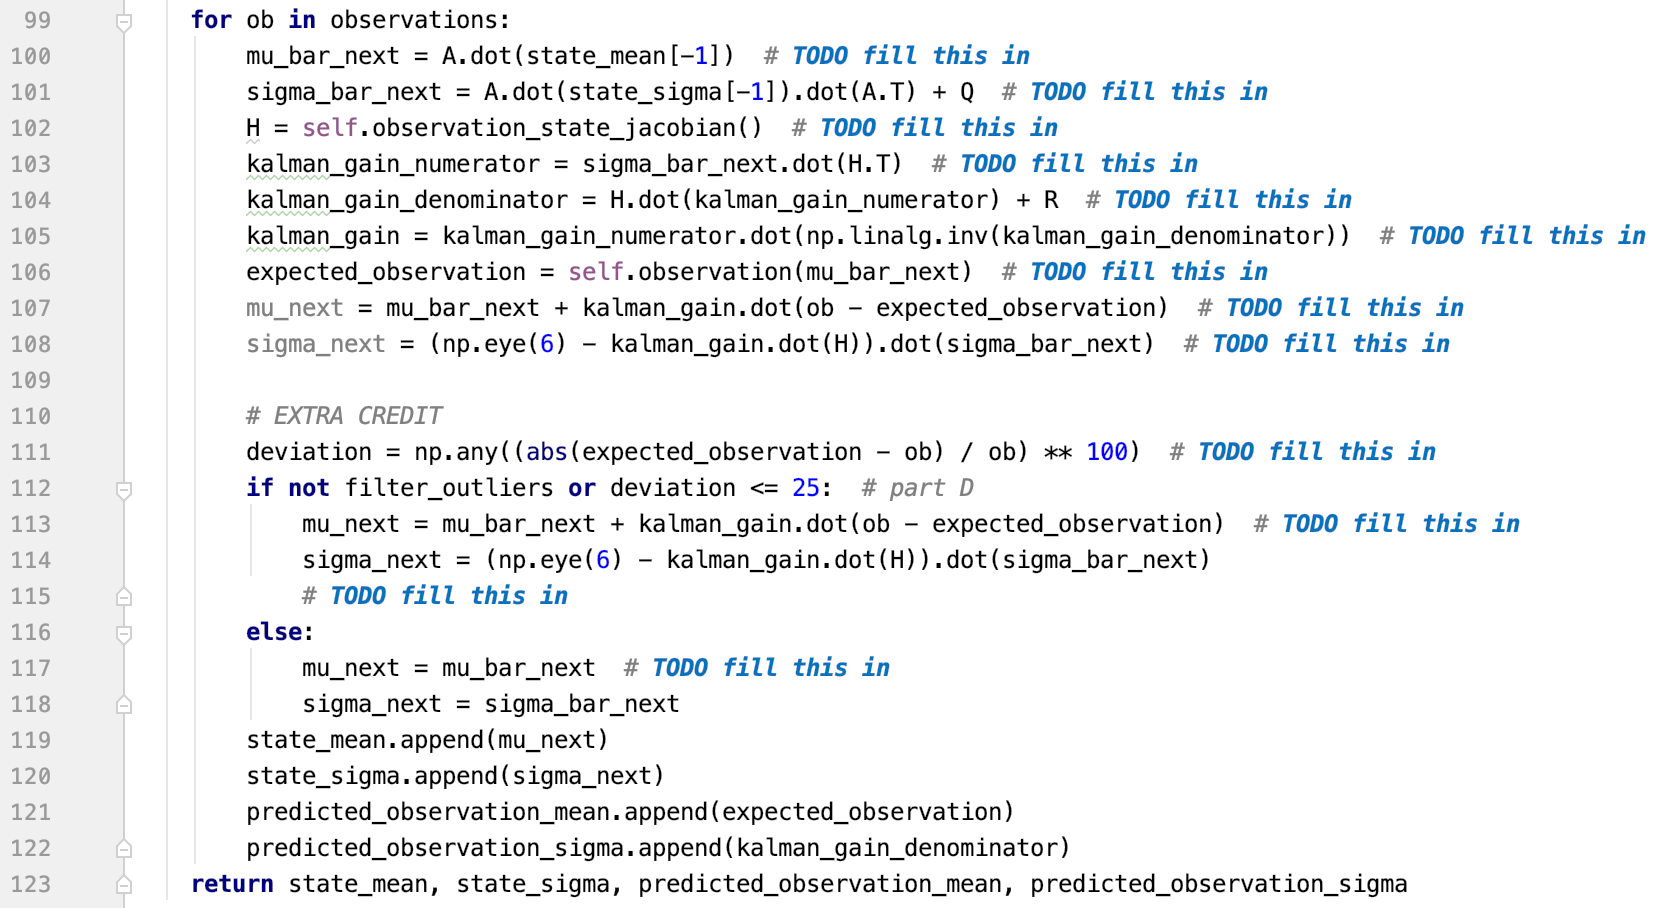 99 for ob in observations:
100 mu_bar_next = A.dot(state_mean[-1])  # TODO fill this in
101 sigma_bar_next = A.dot(state_sigma[-1]).dot(A.T) + Q  # TODO fill this in
102 H = self.observation_state_jacobian()  # TODO fill this in
103 kalman_gain_numerator = sigma_bar_next.dot(H.T)  # TODO fill this in
104 kalman_gain_denominator = H.dot(kalman_gain_numerator) + R  # TODO fill this in
105 kalman_gain = kalman_gain_numerator.dot(np.linalg.inv(kalman_gain_denominator))  # TODO fill this in
106 expected_observation = self.observation(mu_bar_next)  # TODO fill this in
107 mu_next = mu_bar_next + kalman_gain.dot(ob - expected_observation)  # TODO fill this in
108 sigma_next = (np.eye(6) - kalman_gain.dot(H)).dot(sigma_bar_next)  # TODO fill this in
109
110 # EXTRA CREDIT
111 deviation = np.any((abs(expected_observation - ob) / ob) ** 100)  # TODO fill this in
112 if not filter_outliers or deviation <= 25:  # part D
113 mu_next = mu_bar_next + kalman_gain.dot(ob - expected_observation)  # TODO fill this in
114 sigma_next = (np.eye(6) - kalman_gain.dot(H)).dot(sigma_bar_next)
115 # TODO fill this in
116 else:
117 mu_next = mu_bar_next  # TODO fill this in
118 sigma_next = sigma_bar_next
119 state_mean.append(mu_next)
120 state_sigma.append(sigma_next)
121 predicted_observation_mean.append(expected_observation)
122 predicted_observation_sigma.append(kalman_gain_denominator)
123 return state_mean, state_sigma, predicted_observation_mean, predicted_observation_sigma